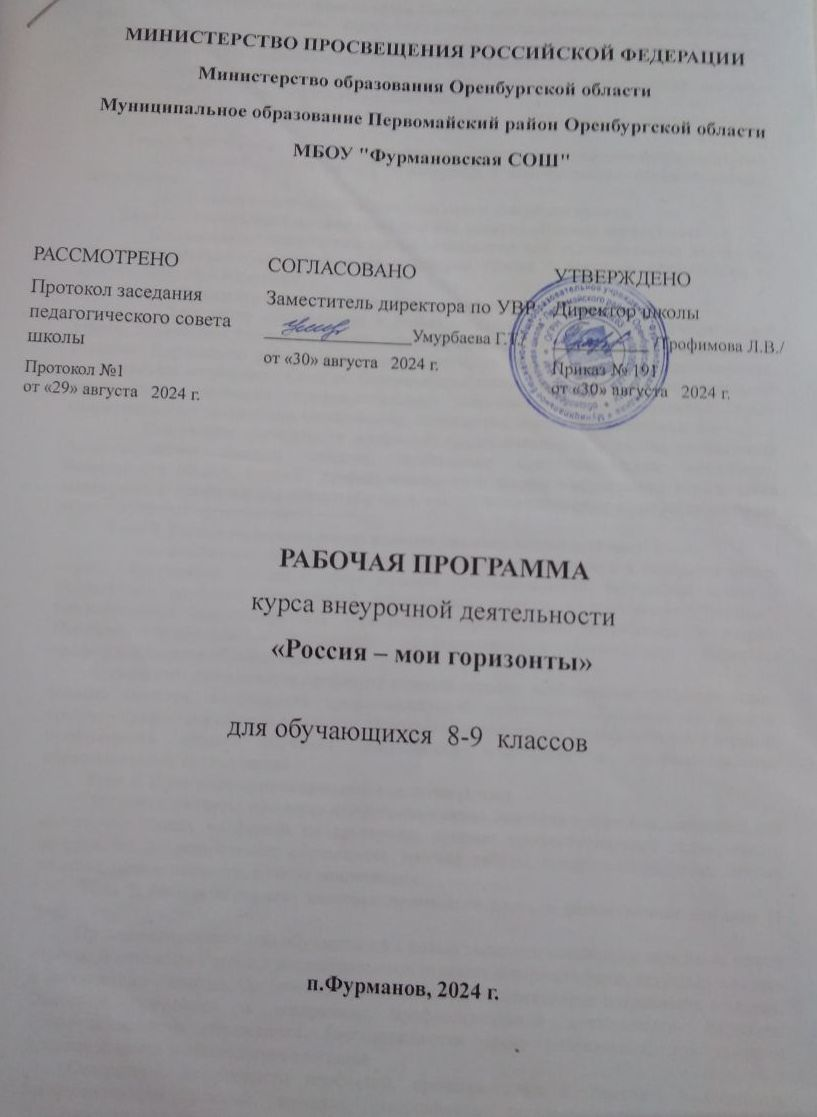 МИНИСТЕРСТВО ПРОСВЕЩЕНИЯ РОССИЙСКОЙ ФЕДЕРАЦИИ
Министерство образования Оренбургской области
Муниципальное образование Первомайский район Оренбургской области
МБОУ "Фурмановская СОШ"
РАССМОТРЕНО
Протокол заседания
педагогического совета
школы
Протокол №1
от «29» августа 2024 г.
СОГЛАСОВАНО
Заместитель директора по УВР
Умурбаева Г.Т./
от «30» августа 2024 г.
УТВЕРЖДЕНО
Директор школы
/Трофимова Л.В./
Приказ № 191
от «30» августа 2024 г.
РАБОЧАЯ ПРОГРАММА
курса внеурочной деятельности
«Россия – мои горизонты»
для обучающихся 8-9 классов
п.Фурманов, 2024 г.